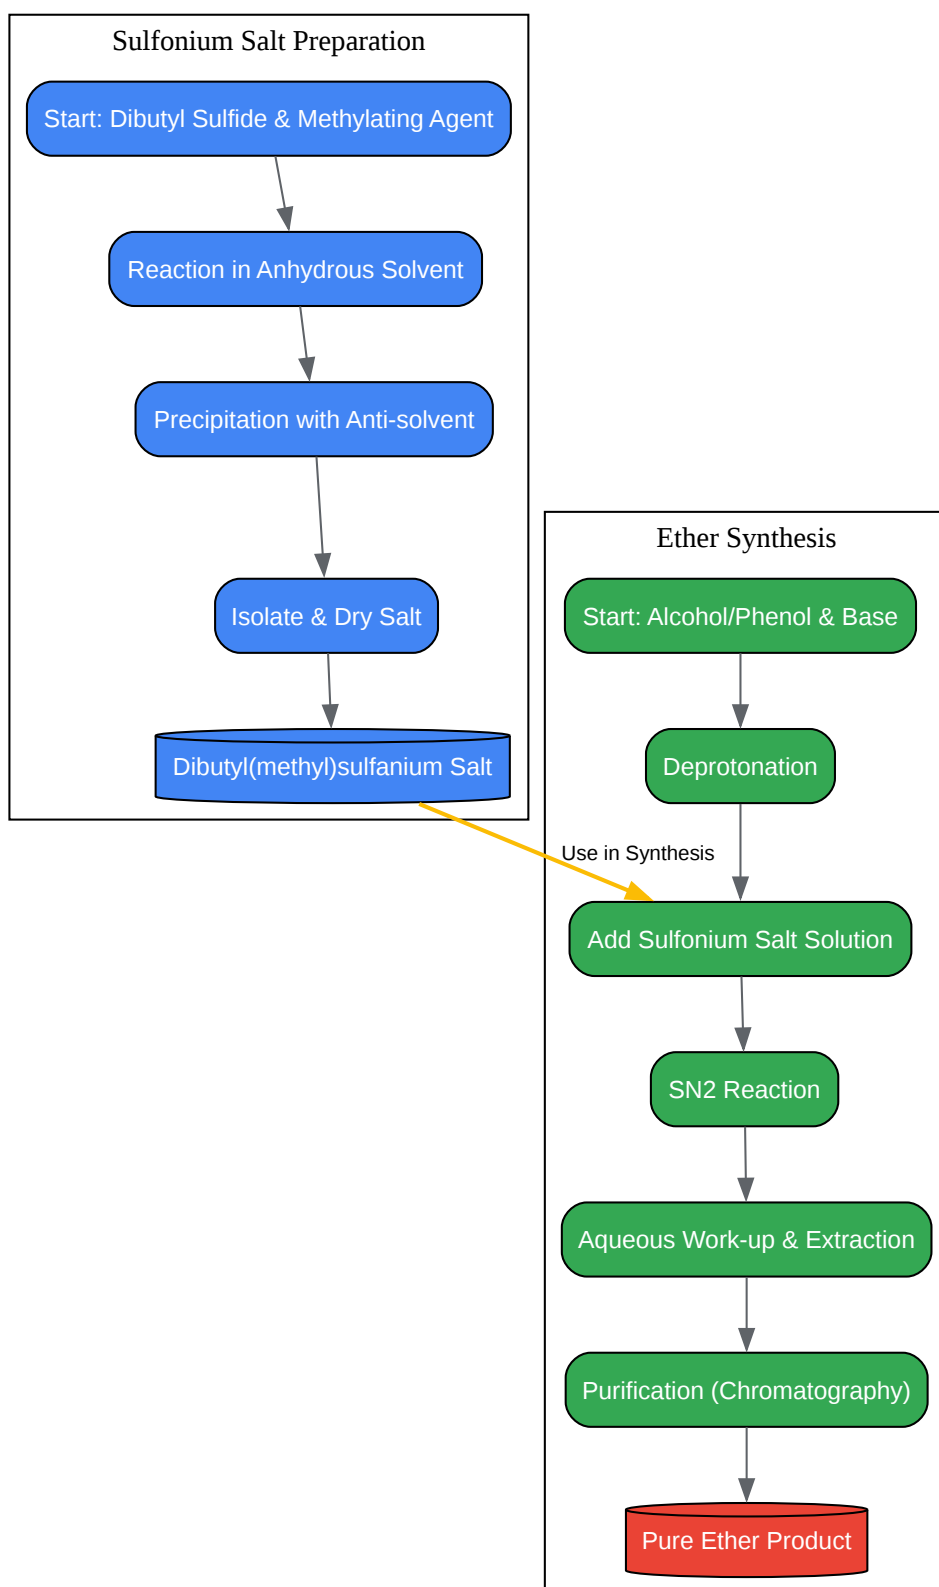 Sulfonium Salt Preparation
Start: Dibutyl Sulfide & Methylating Agent
Reaction in Anhydrous Solvent
Precipitation with Anti-solvent
Isolate & Dry Salt
Dibutyl(methyl)sulfanium Salt
Use in Synthesis
Ether Synthesis
Start: Alcohol/Phenol & Base
Deprotonation
Add Sulfonium Salt Solution
SN2 Reaction
Aqueous Work-up & Extraction
Purification (Chromatography)
Pure Ether Product